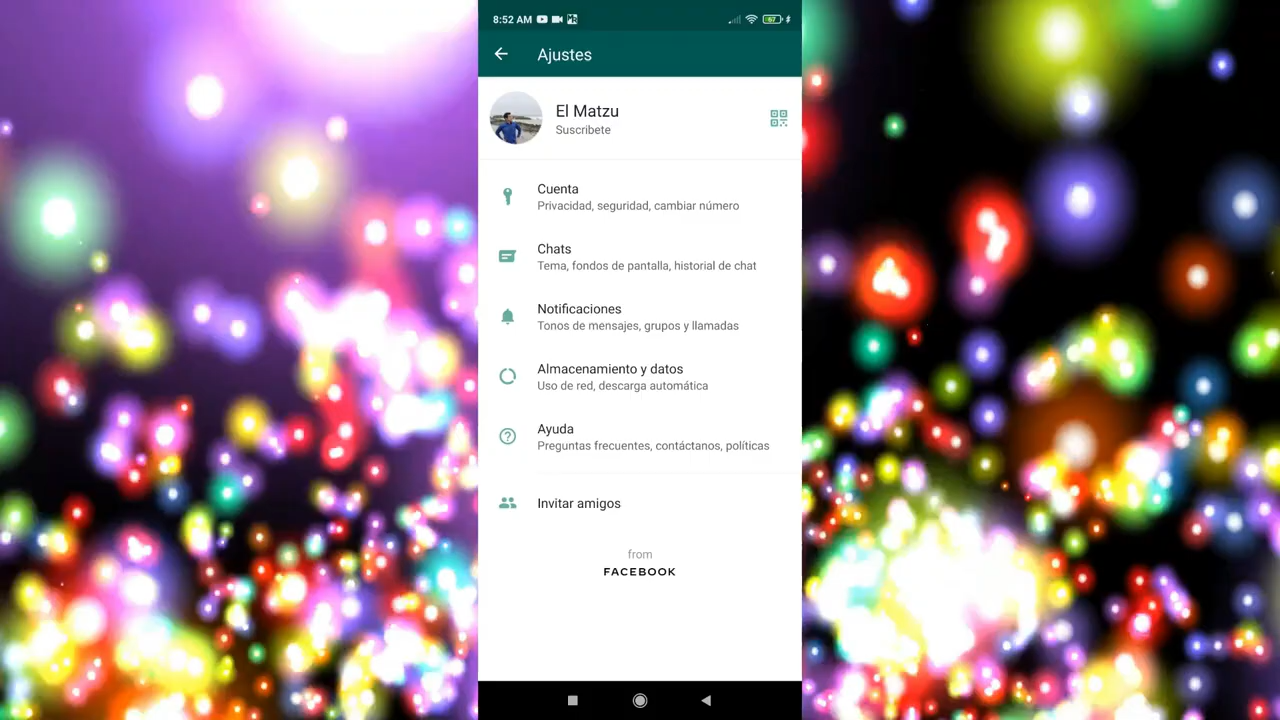 8:52 AM
67
Ajustes
El Matzu
Suscribete
Cuenta
Privacidad, seguridad, cambiar número
Chats
Tema, fondos de pantalla, historial de chat
Notificaciones
Tonos de mensajes, grupos y llamadas
Almacenamiento y datos
Uso de red, descarga automática
Ayuda
Preguntas frecuentes, contáctanos, políticas
Invitar amigos
from
FACEBOOK